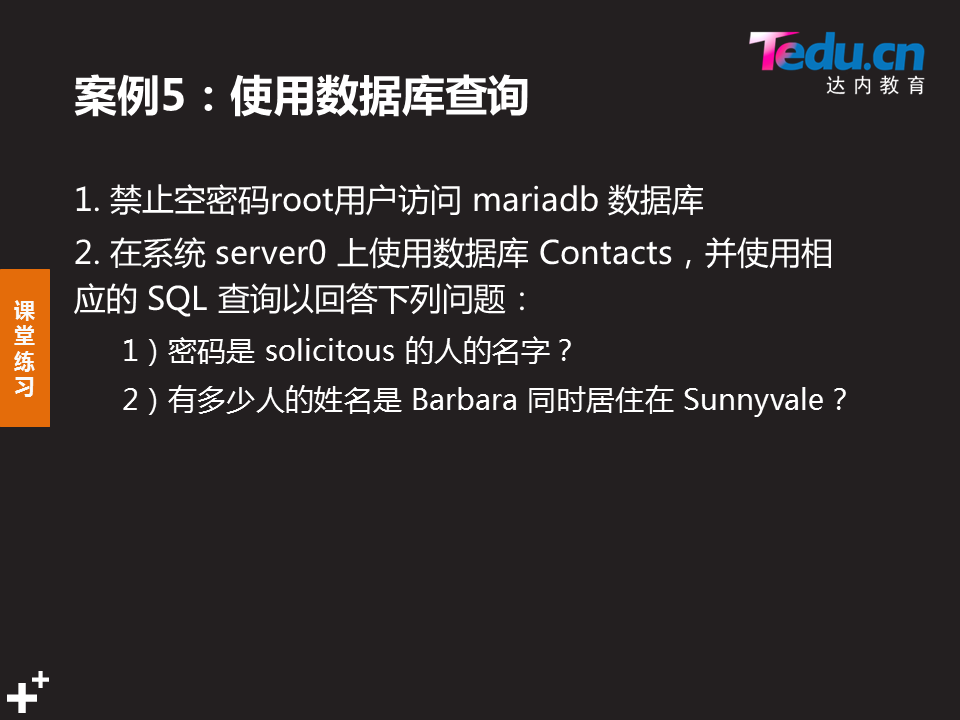 Tedu.cn
达内教育
案例5：使用数据库查询
1. 禁止空密码root用户访问 mariadb 数据库
2. 在系统 server0 上使用数据库 Contacts，并使用相
应的 SQL 查询以回答下列问题：
1）密码是 solicitous 的人的名字？
2）有多少人的姓名是 Barbara 同时居住在 Sunnyvale？
课
堂
练
习